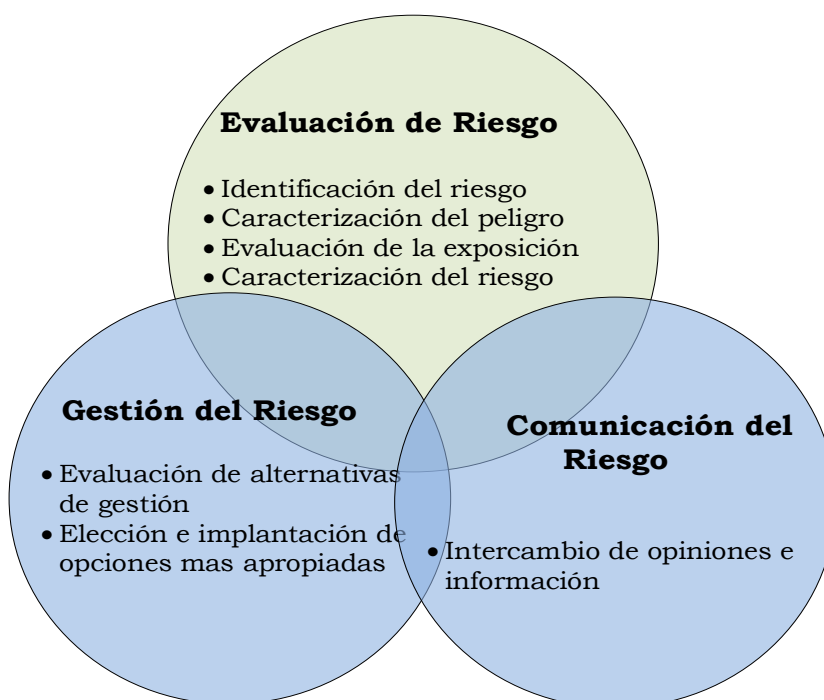 Evaluación de Riesgo
• Identificación del riesgo
• Caracterización del peligro
• Evaluación de la exposición
• Caracterización del riesgo
Gestión del Riesgo
• Evaluación de alternativas
de gestión
• Elección e implantación de
opciones mas apropiadas
Comunicación del
Riesgo
• Intercambio de opiniones e
información